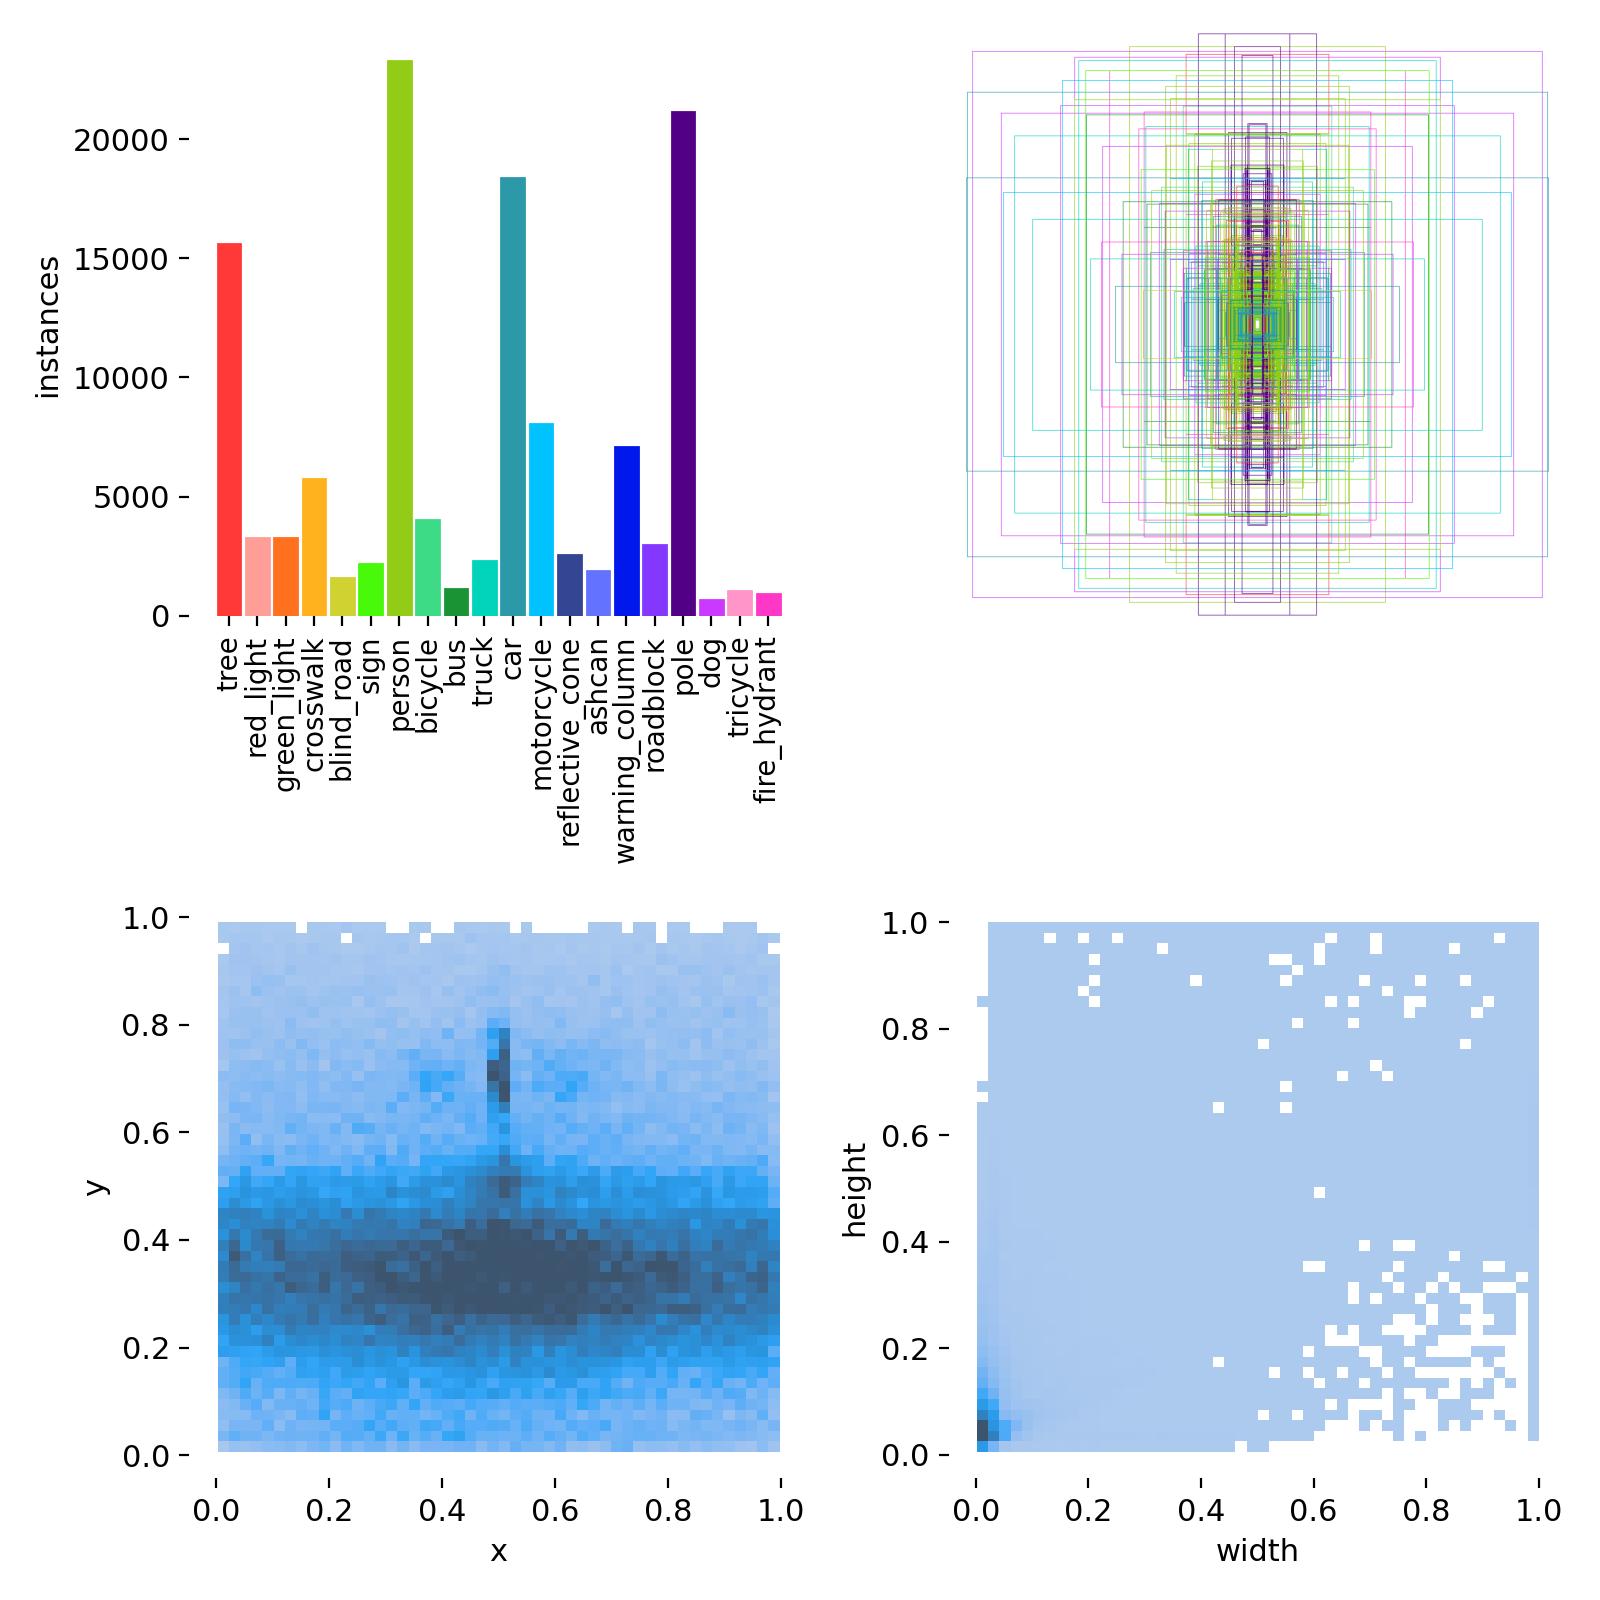 instances
20000
15000
10000
5000
0
tree
red_light
green_light
crosswalk
blind_road
sign
person
bicycle
bus
truck
car
motorcycle
reflective_cone
ashcan
warning_column
roadblock
pole
dog
tricycle
fire_hydrant
y
1.0
0.8
0.6
0.4
0.2
0.0
0.0 0.2 0.4 0.6 0.8 1.0
x
height
1.0
0.8
0.6
0.4
0.2
0.0
0.0 0.2 0.4 0.6 0.8 1.0
width